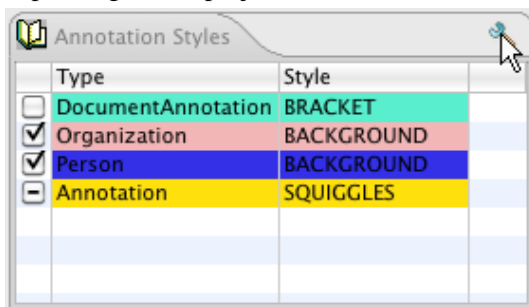 Annotation Styles
Type Style
DocumentAnnotation BRACKET
Organization BACKGROUND
Person BACKGROUND
Annotation SQUIGGLES